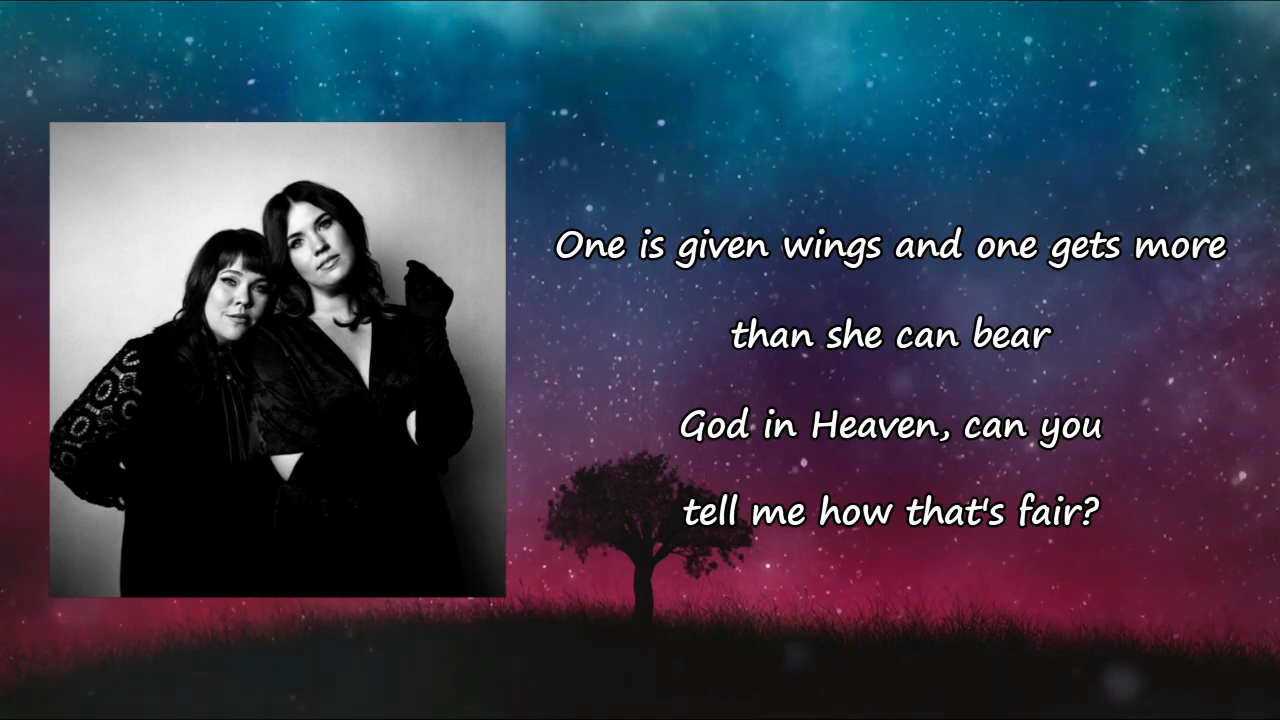 One is given wings and one gets more
than she can bear
God in Heaven, can you
tell me how that's fair?